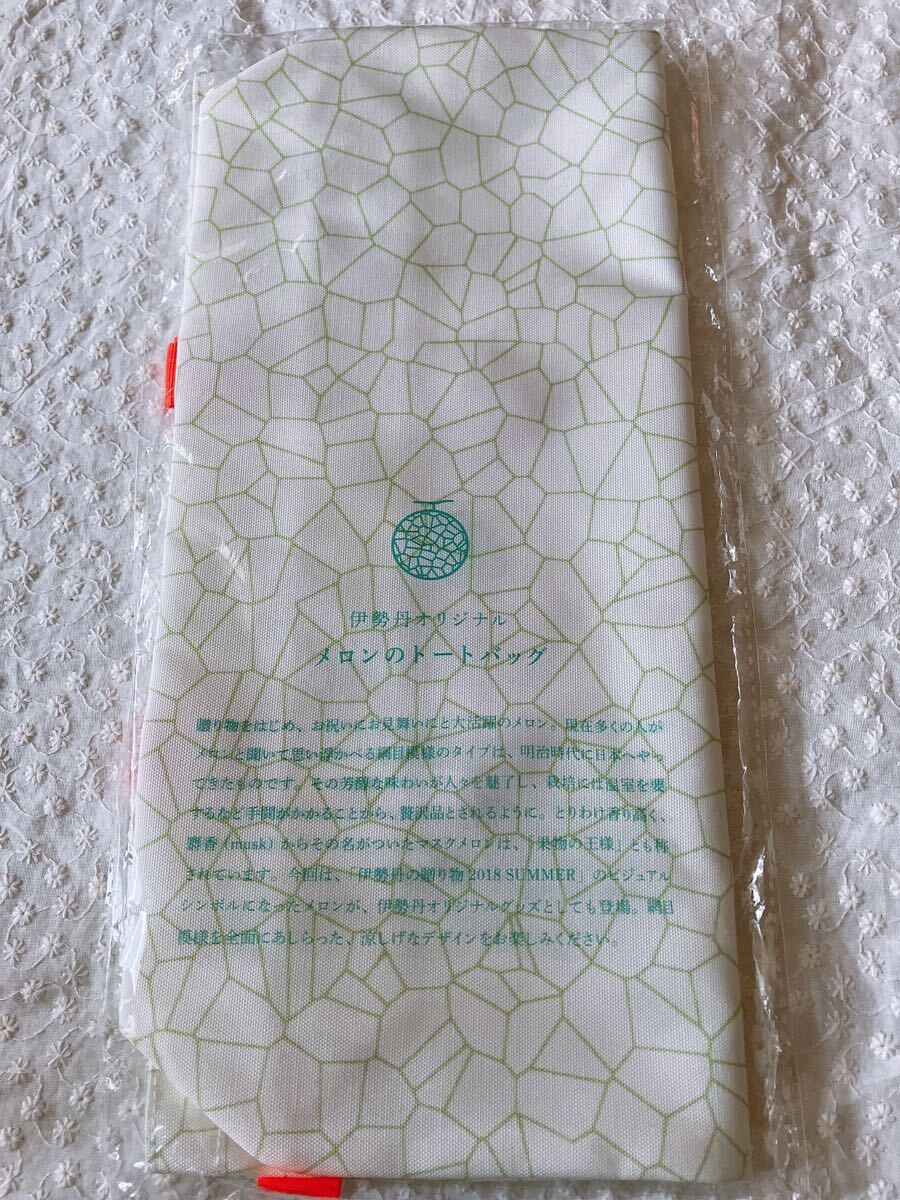 伊勢丹オリジナル
メロンのトートバッグ
贈り物をはじめ、お祝いにお見舞いにと大活躍のメロン。現在多くの人が
メロンと聞いて思い浮かべる網目模様のタイプは、明治時代に日本へやっ
てきたものです。その芳醇な味わいが人々を魅了し、栽培には温室を要
するなど手間がかかることから、贅沢品とされるように。とりわけ香り高く、
麝香（musk）からその名がついたマスクメロンは、「果物の王様」とも称
されています。今回は、「伊勢丹の贈り物 2018 SUMMER」のビジュアル
シンボルになったメロンが、伊勢丹オリジナルグッズとしても登場。網目
模様を全面にあしらった、涼しげなデザインをお楽しみください。